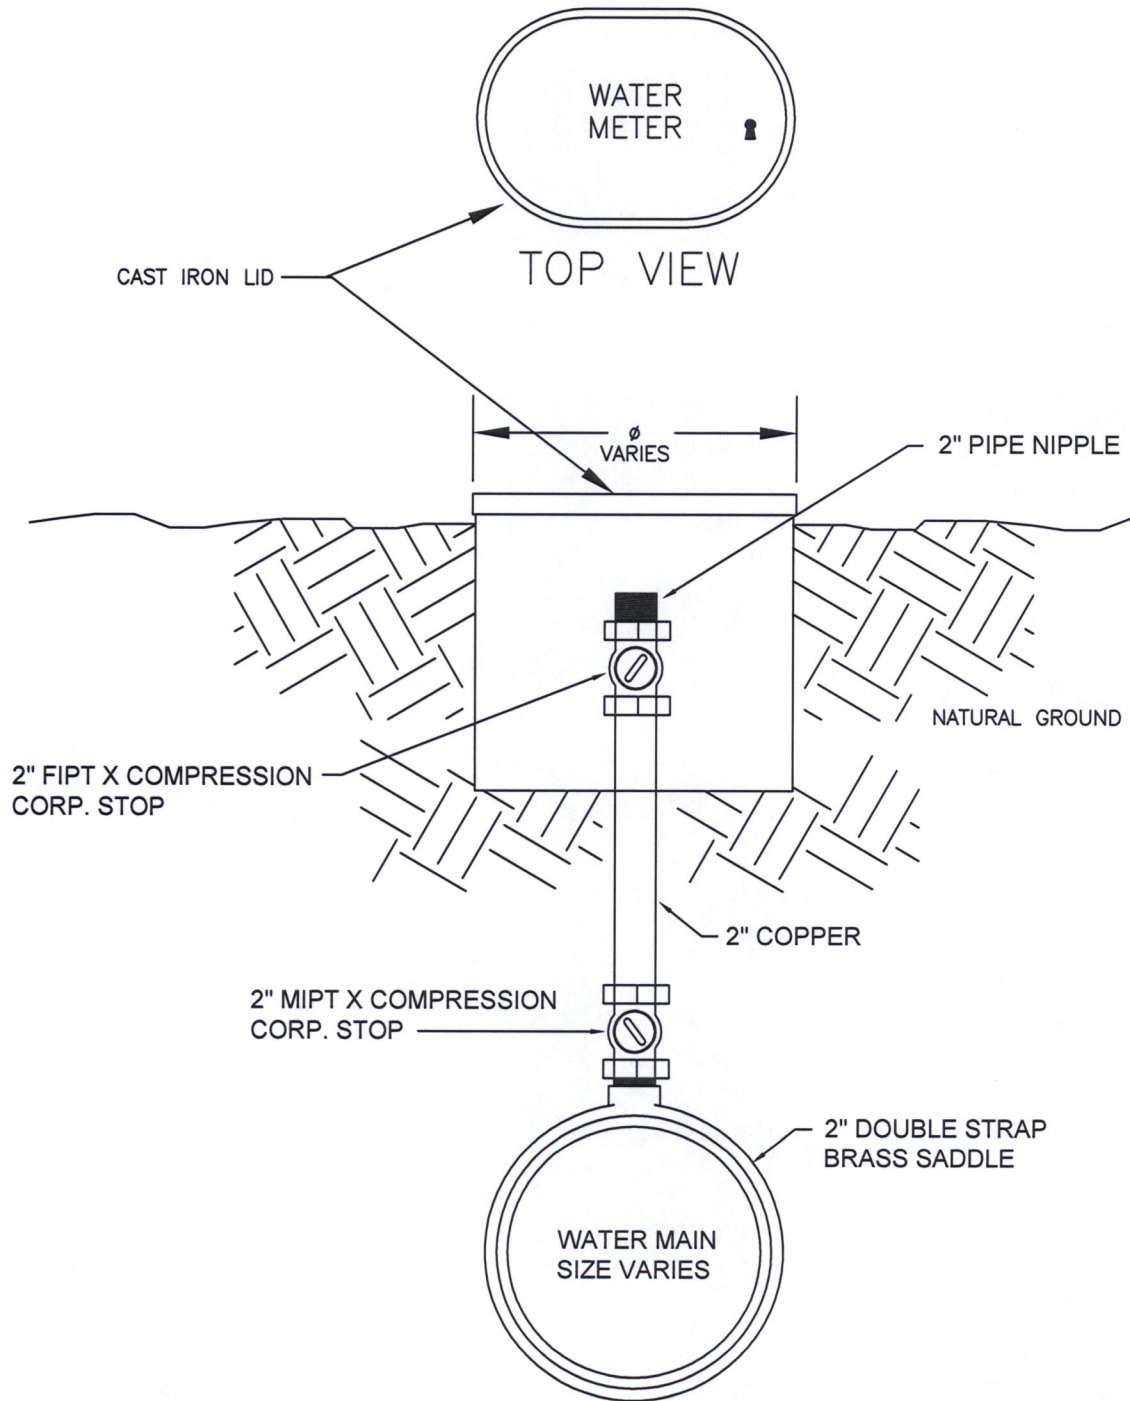 WATER
METER
TOP VIEW
CAST IRON LID
ø
VARIES
2" PIPE NIPPLE
NATURAL GROUND
2" FIPT X COMPRESSION
CORP. STOP
2" COPPER
2" MIPT X COMPRESSION
CORP. STOP
2" DOUBLE STRAP
BRASS SADDLE
WATER MAIN
SIZE VARIES